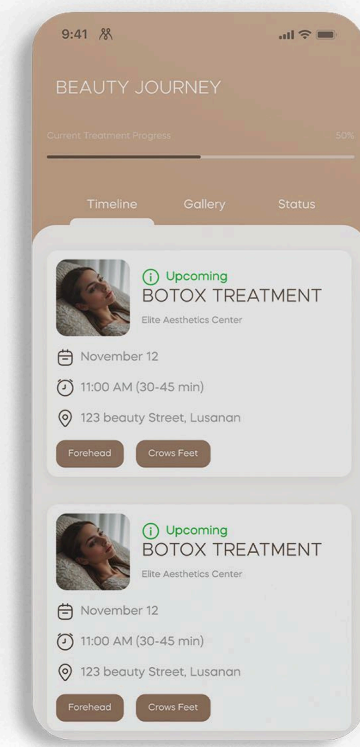 9:41
BEAUTY JOURNEY
Current Treatment Progress 50%
Timeline Gallery Status
Upcoming
BOTOX TREATMENT
Elite Aesthetics Center
November 12
11:00 AM (30-45 min)
123 beauty Street, Lusanan
Forehead Crows Feet
Upcoming
BOTOX TREATMENT
Elite Aesthetics Center
November 12
11:00 AM (30-45 min)
123 beauty Street, Lusanan
Forehead Crows Feet